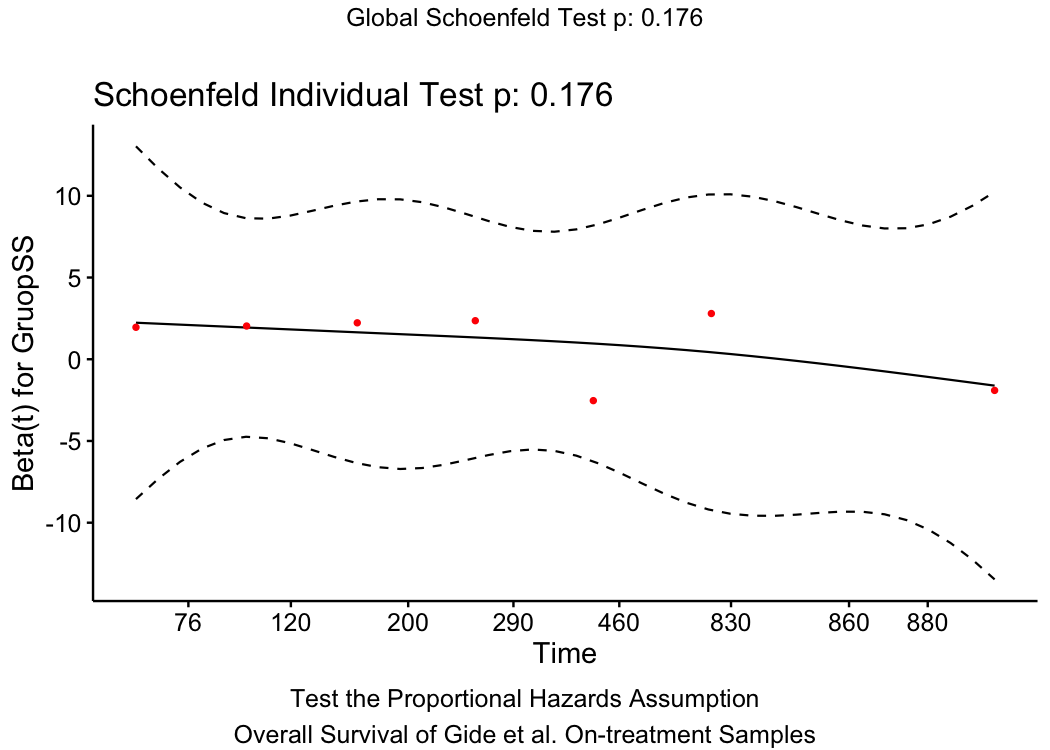 Global Schoenfeld Test p: 0.176
Schoenfeld Individual Test p: 0.176
Beta(t) for GruopSS
10
5
0
-5
-10
76 120 200 290 460 830 860 880
Time
Test the Proportional Hazards Assumption
Overall Survival of Gide et al. On-treatment Samples